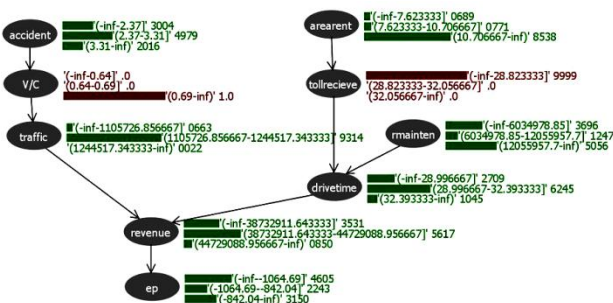 accident
'(-inf-2.37]' 3004
'(2.37-3.31]' 4979
'(3.31-inf)' 2016
arearent
'(-inf-7.623333]' 0689
'(7.623333-10.706667]' 0771
'(10.706667-inf)' 8538
V/C
'(-inf-0.64]' .0
'(0.64-0.69]' .0
'(0.69-inf)' 1.0
tollrecieve
'(-inf-28.823333]' 9999
'(28.823333-32.056667]' .0
'(32.056667-inf)' .0
traffic
'(-inf-1105726.856667]' 0663
'(1105726.856667-1244517.343333]' 9314
'(1244517.343333-inf)' 0022
rmainten
'(-inf-6034978.85]' 3696
'(6034978.85-12055957.7]' 1247
'(12055957.7-inf)' 5056
drivetime
'(-inf-28.996667]' 2709
'(28.996667-32.393333]' 6245
'(32.393333-inf)' 1045
revenue
'(-inf-38732911.643333]' 3531
'(38732911.643333-44729088.956667]' 5617
'(44729088.956667-inf)' 0850
ep
'(-inf--1064.69]' 4605
'(-1064.69--842.04]' 2243
'(-842.04-inf)' 3150